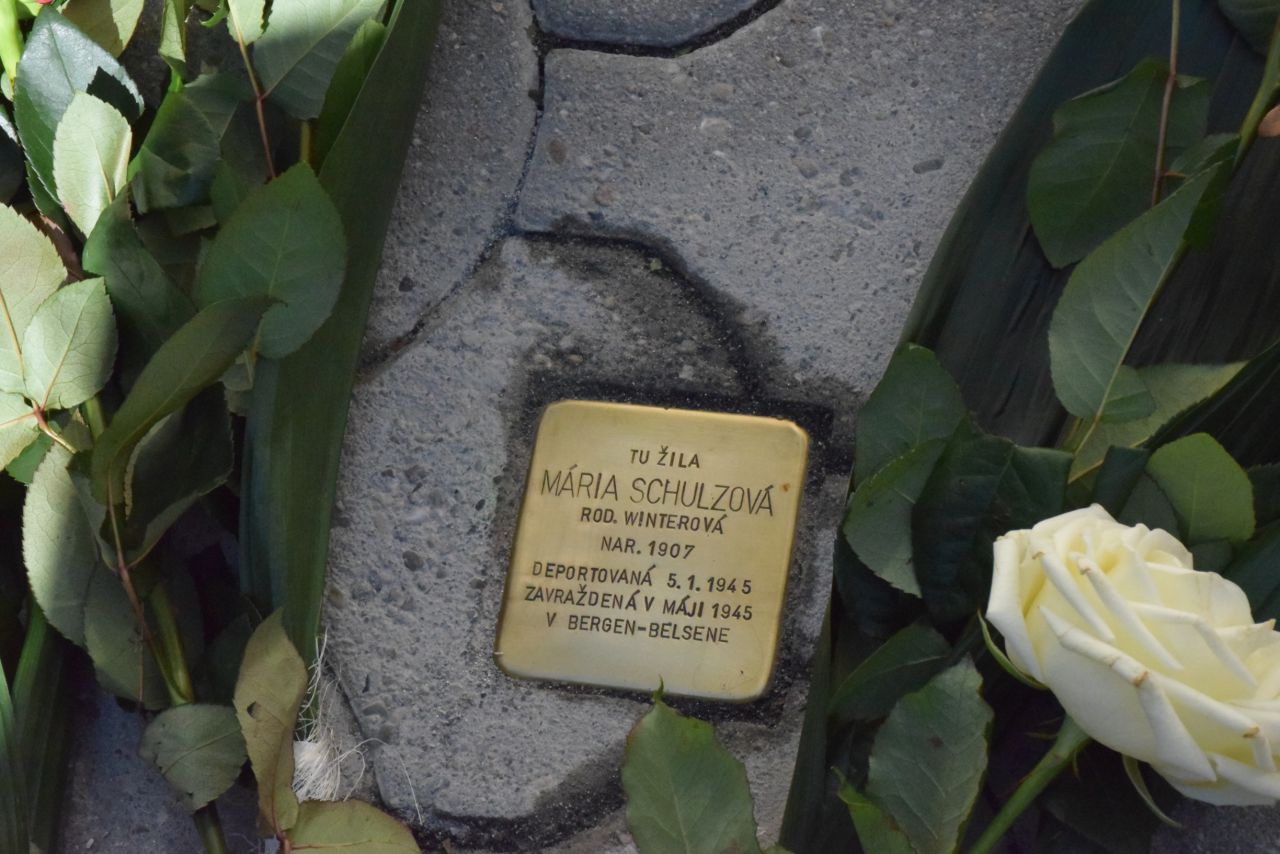 TU ŽILA
MÁRIA SCHULZOVÁ
ROD. WINTEROVÁ
NAR. 1907
DEPORTOVANÁ 5.1.1945
ZAVRAŽDENÁ V MÁJI 1945
V BERGEN-BELSENE